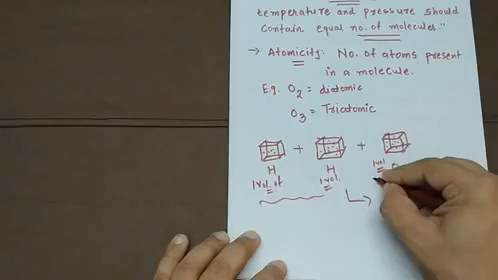 temperature and pressure should
contain equal no. of molecules."
→ Atomicity: No. of atoms present
in a molecule.
E.g. O2 = diatomic
O3 = Triatomic
+ +
H H
1vol. of 1vol. 1vol